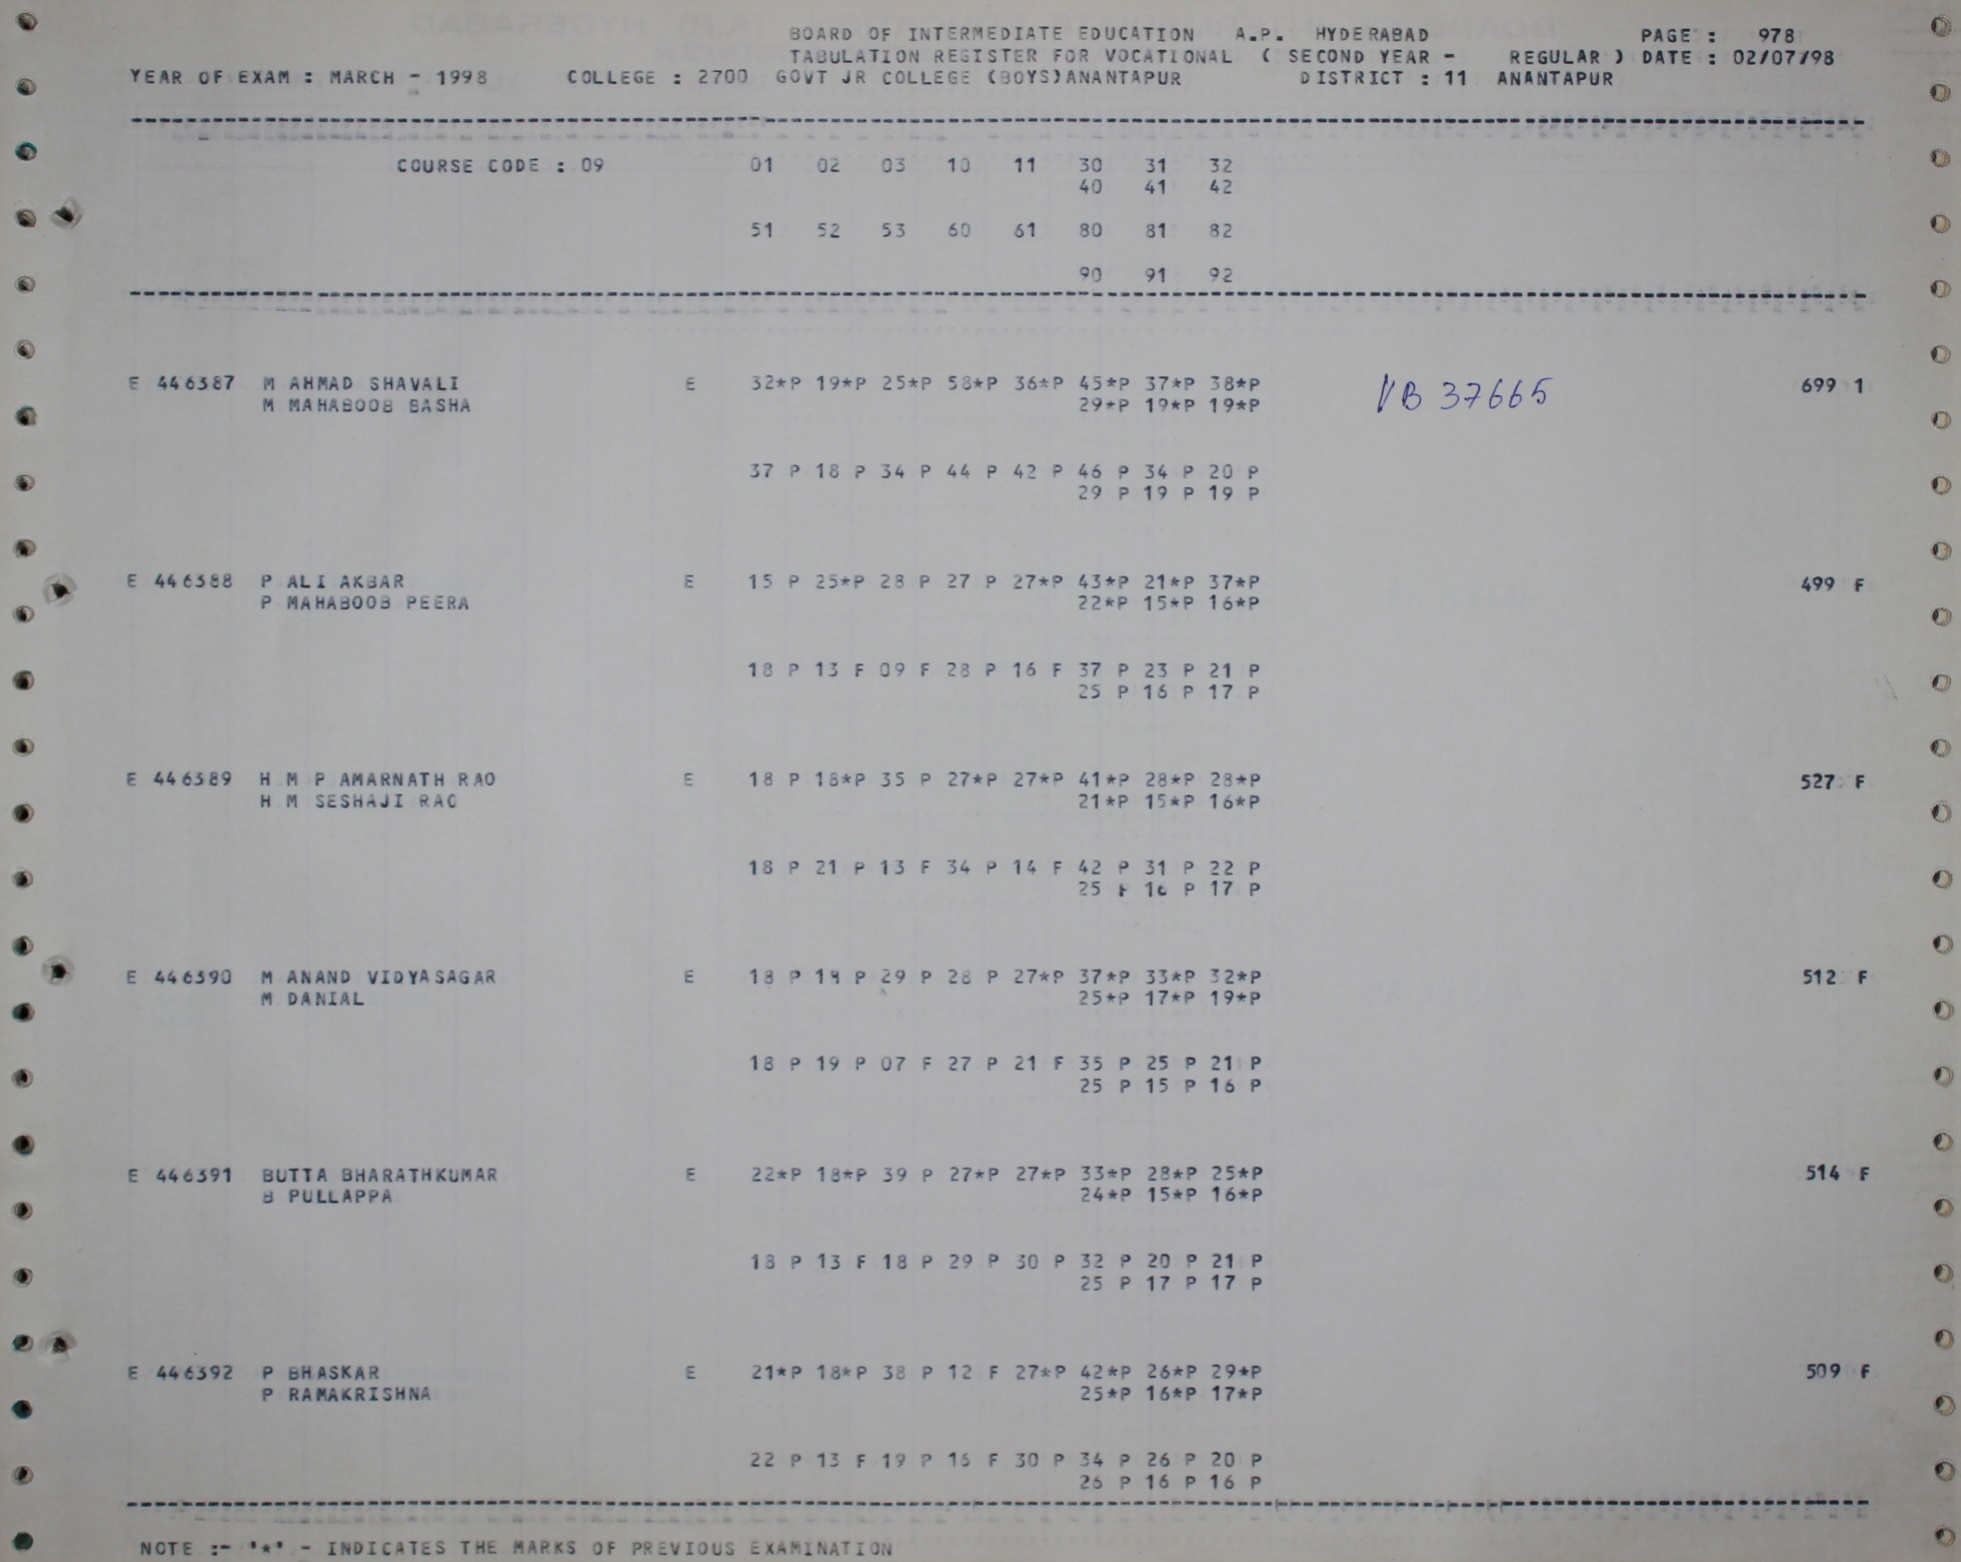 BOARD OF INTERMEDIATE EDUCATION A.P. HYDERABAD PAGE : 978
TABULATION REGISTER FOR VOCATIONAL ( SECOND YEAR - REGULAR ) DATE : 02/07/98
YEAR OF EXAM : MARCH - 1998 COLLEGE : 2700 GOVT JR COLLEGE (BOYS)ANANTAPUR DISTRICT : 11 ANANTAPUR
COURSE CODE : 09 01 02 03 10 11 30 31 32
40 41 42
51 52 53 60 61 80 81 82
90 91 92
E 446387 M AHMAD SHAVALI E 32*P 19*P 25*P 58*P 36*P 45*P 37*P 38*P 699 1
M MAHABOOB BASHA 29*P 19*P 19*P
VB 37665
37 P 18 P 34 P 44 P 42 P 46 P 34 P 20 P
29 P 19 P 19 P
E 446388 P ALI AKBAR E 15 P 25*P 28 P 27 P 27*P 43*P 21*P 37*P 499 F
P MAHABOOB PEERA 22*P 15*P 16*P
18 P 13 F 09 F 28 P 16 F 37 P 23 P 21 P
25 P 16 P 17 P
E 446389 H M P AMARNATH RAO E 18 P 18*P 35 P 27*P 27*P 41*P 28*P 28*P 527 F
H M SESHAJI RAO 21*P 15*P 16*P
18 P 21 P 13 F 34 P 14 F 42 P 31 P 22 P
25 P 16 P 17 P
E 446390 M ANAND VIDYASAGAR E 18 P 18 P 29 P 28 P 27*P 37*P 33*P 32*P 512 F
M DANIAL 25*P 17*P 19*P
18 P 19 P 07 F 27 P 21 F 35 P 25 P 21 P
25 P 15 P 16 P
E 446391 BUTTA BHARATHKUMAR E 22*P 18*P 39 P 27*P 27*P 33*P 28*P 25*P 514 F
B PULLAPPA 24*P 15*P 16*P
18 P 13 F 18 P 29 P 30 P 32 P 20 P 21 P
25 P 17 P 17 P
E 446392 P BHASKAR E 21*P 18*P 38 P 12 F 27*P 42*P 26*P 29*P 509 F
P RAMAKRISHNA 25*P 16*P 17*P
22 P 13 F 19 P 16 F 30 P 34 P 26 P 20 P
26 P 16 P 16 P
NOTE :- '*' - INDICATES THE MARKS OF PREVIOUS EXAMINATION